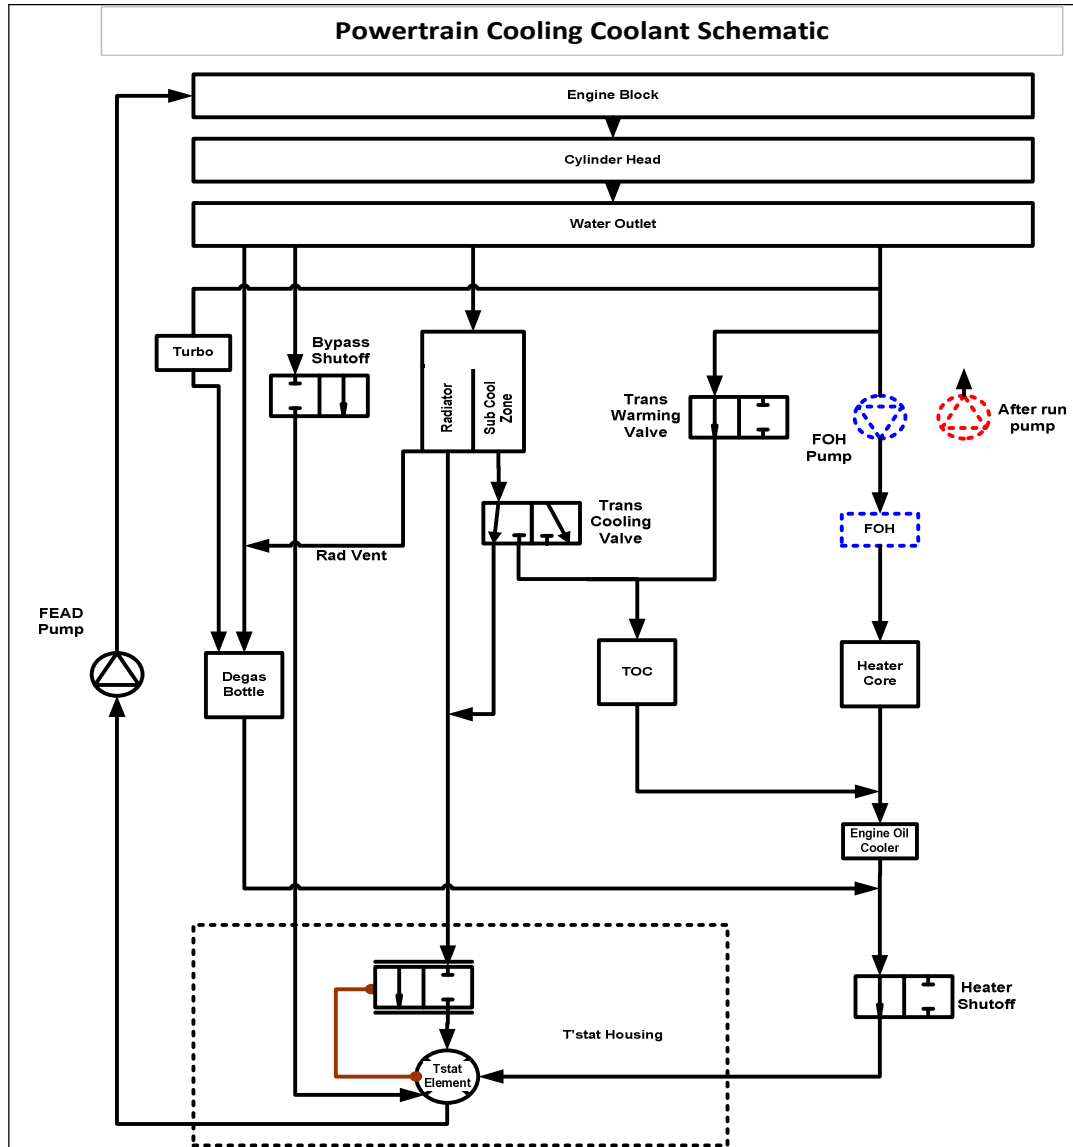 Powertrain Cooling Coolant Schematic
Engine Block
Cylinder Head
Water Outlet
Turbo
Bypass
Shutoff
Radiator
Sub Cool
Zone
Trans
Warming
Valve
FOH
Pump
After run
pump
Trans
Cooling
Valve
FOH
Rad Vent
FEAD
Pump
Degas
Bottle
TOC
Heater
Core
Engine Oil
Cooler
Heater
Shutoff
T'stat Housing
Tstat
Element